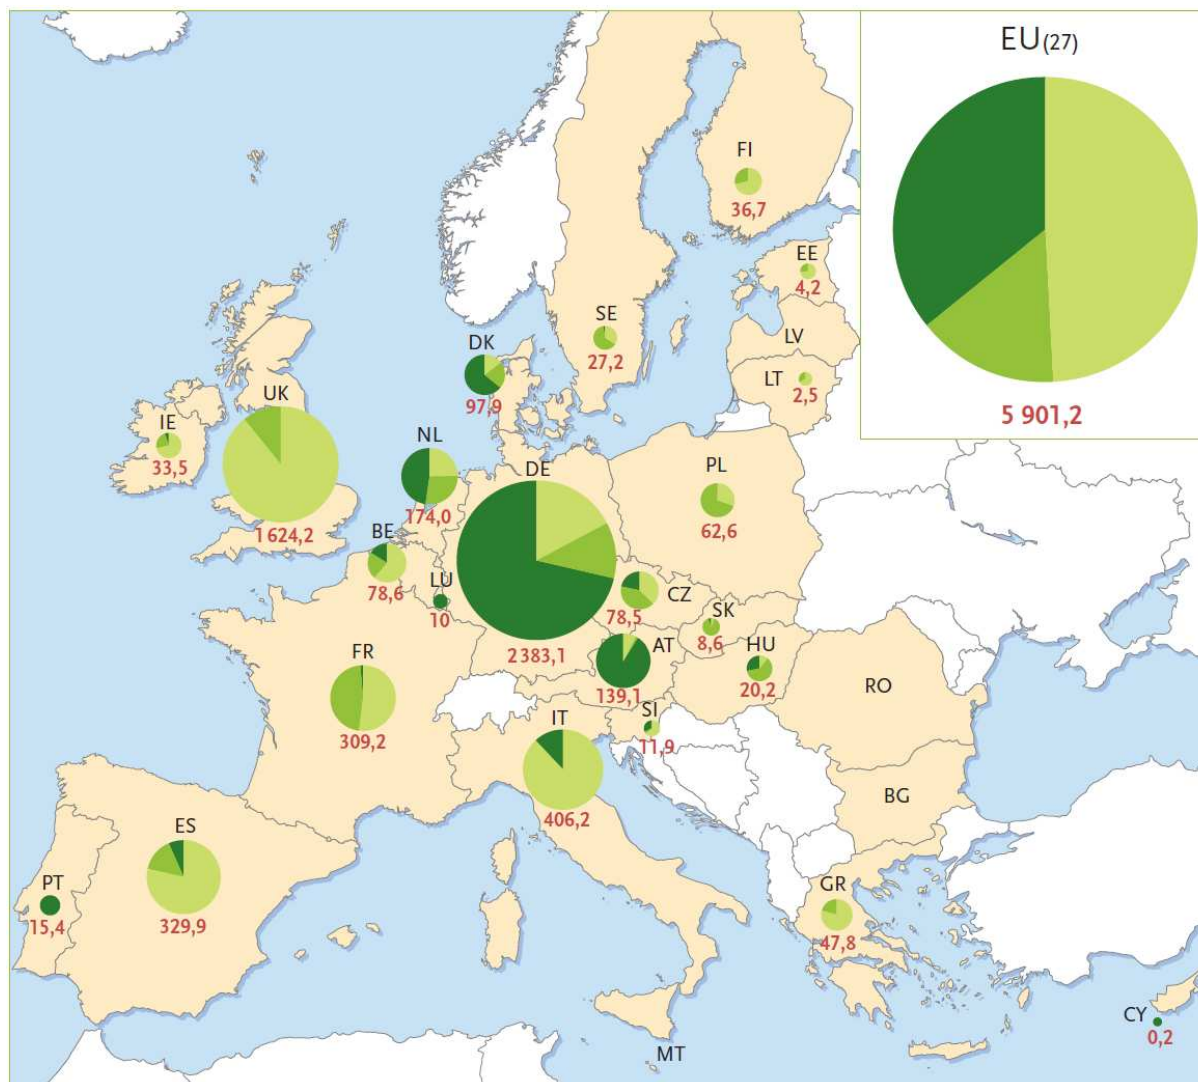 EU(27)
5 901,2
FI
36,7
EE
4,2
SE
27,2
LV
LT
2,5
DK
97,9
UK
1 624,2
IE
33,5
NL
174,0
DE
2 383,1
PL
62,6
BE
78,6
LU
10
CZ
78,5
SK
8,6
AT
139,1
HU
20,2
RO
FR
309,2
IT
406,2
SI
11,9
BG
ES
329,9
PT
15,4
GR
47,8
CY
0,2
MT